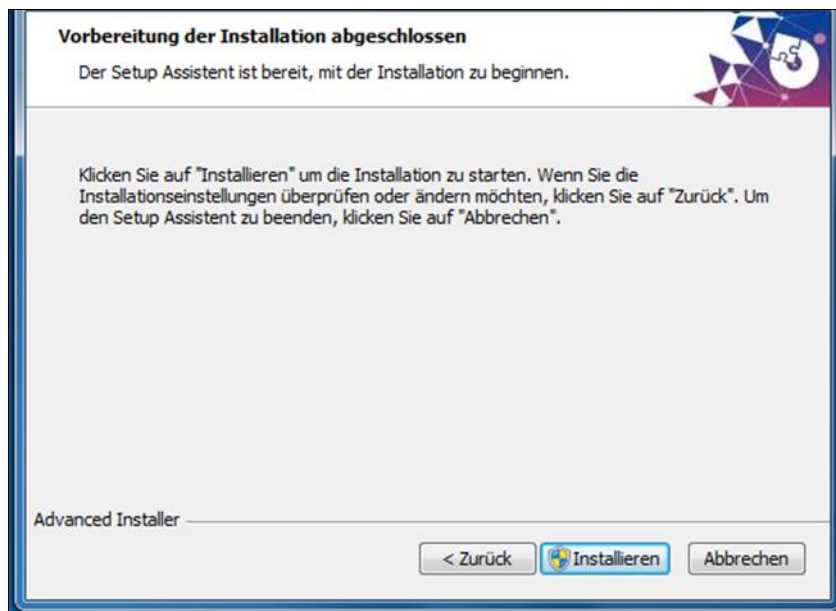 Vorbereitung der Installation abgeschlossen
Der Setup Assistent ist bereit, mit der Installation zu beginnen.
Klicken Sie auf "Installieren" um die Installation zu starten. Wenn Sie die
Installationseinstellungen überprüfen oder ändern möchten, klicken Sie auf "Zurück". Um
den Setup Assistent zu beenden, klicken Sie auf "Abbrechen".
Advanced Installer
< Zurück Installieren Abbrechen